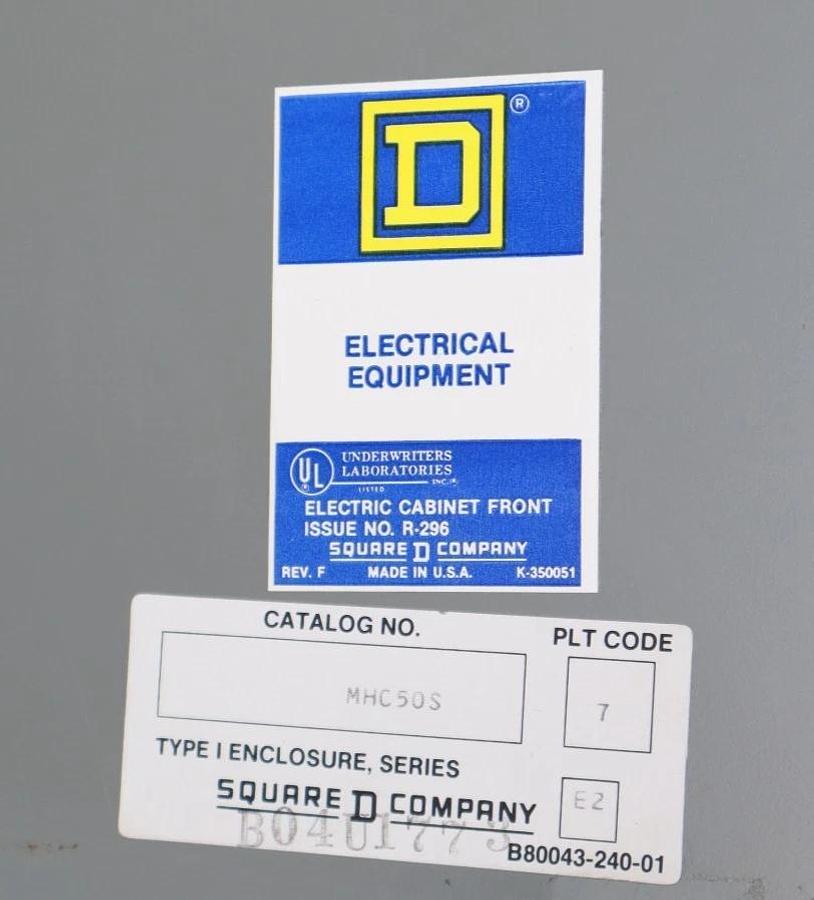 D ®
ELECTRICAL
EQUIPMENT
UL ® UNDERWRITERS
LABORATORIES
INC.®
LISTED
ELECTRIC CABINET FRONT
ISSUE NO. R-296
SQUARE D COMPANY
REV. F MADE IN U.S.A. K-350051
CATALOG NO. PLT CODE
MHC50S 7
TYPE I ENCLOSURE, SERIES E2
SQUARE D COMPANY
B04U1773
B80043-240-01